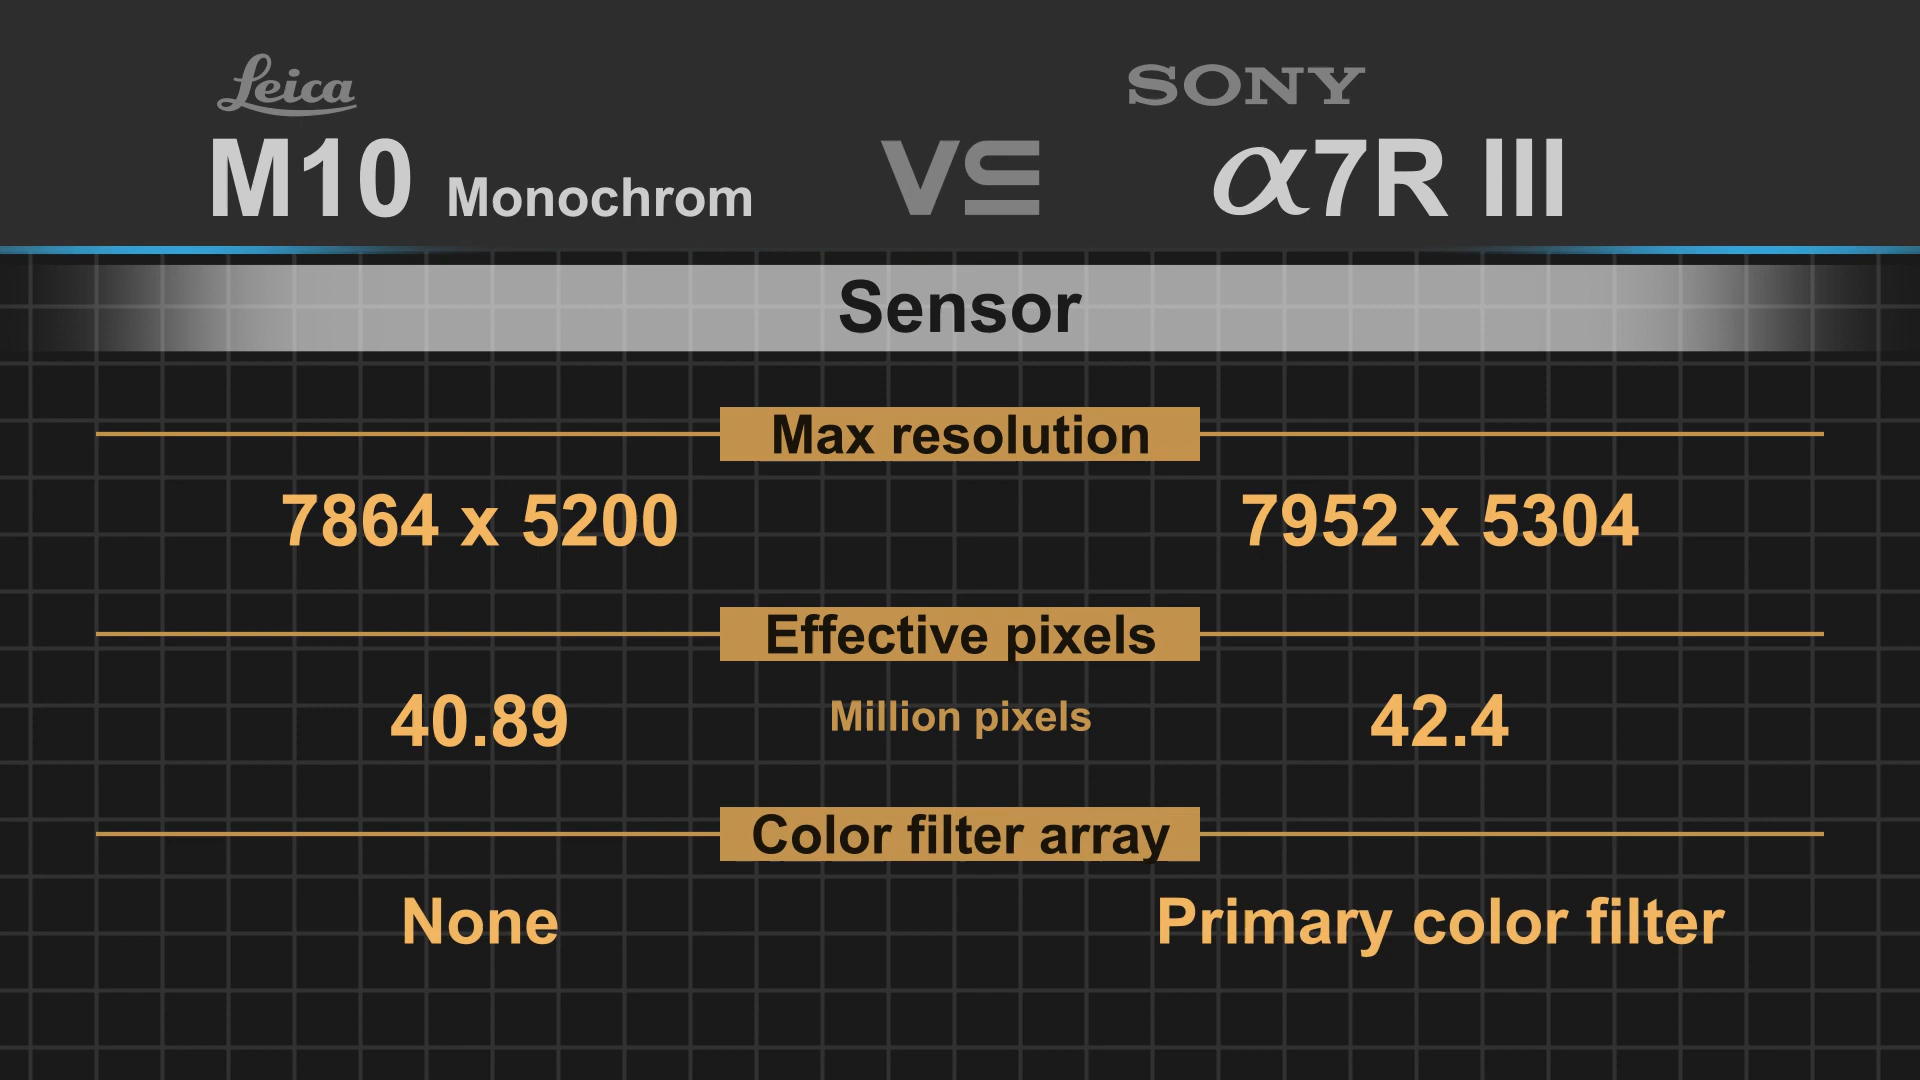 Leica
M10 Monochrom
VS
SONY
α7R III
Sensor
Max resolution
7864 x 5200
7952 x 5304
Effective pixels
40.89
Million pixels
42.4
Color filter array
None
Primary color filter